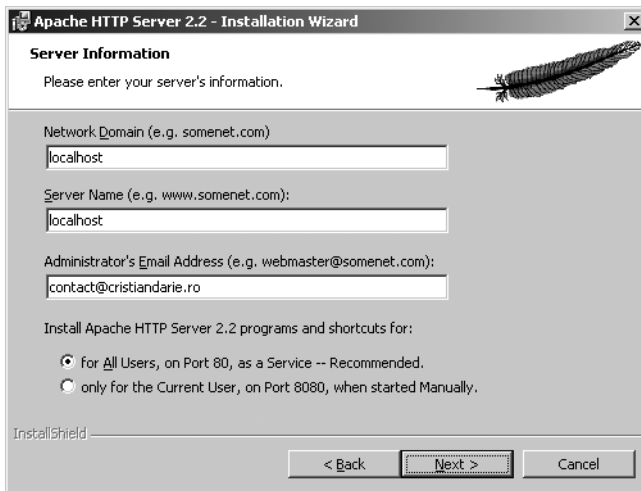 Apache HTTP Server 2.2 - Installation Wizard
Server Information
Please enter your server's information.
Network Domain (e.g. somenet.com)
localhost
Server Name (e.g. www.somenet.com):
localhost
Administrator's Email Address (e.g. webmaster@somenet.com):
contact@cristiandarie.ro
Install Apache HTTP Server 2.2 programs and shortcuts for:
for All Users, on Port 80, as a Service -- Recommended.
only for the Current User, on Port 8080, when started Manually.
InstallShield
< Back Next > Cancel